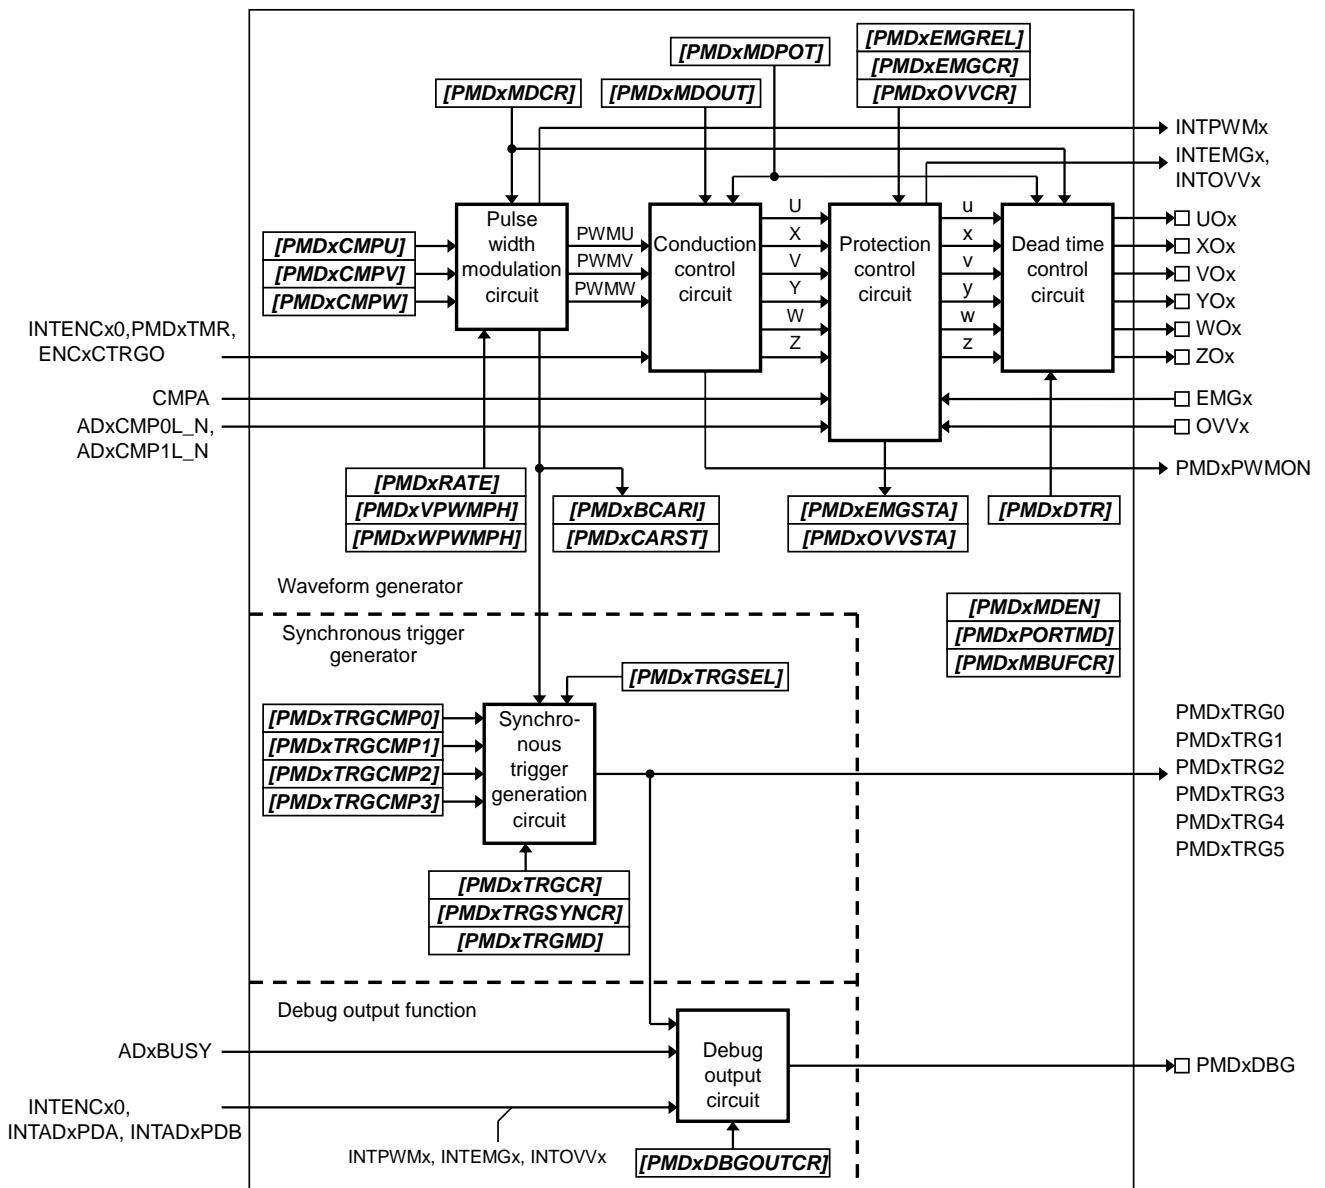 [PMDxMDPOT]
[PMDxEMGREL]
[PMDxEMGCR]
[PMDxOVVCR]
[PMDxMDCR]
[PMDxMDOUT]
INTPWMx
INTEMGx,
INTOVVx
[PMDxCMPU]
[PMDxCMPV]
[PMDxCMPW]
Pulse
width
modulation
circuit
PWMU
PWMV
PWMW
Conduction
control
circuit
U
X
V
Y
W
Z
Protection
control
circuit
u
x
v
y
w
z
Dead time
control
circuit
UOx
XOx
VOx
YOx
WOx
ZOx
INTENCx0,PMDxTMR,
ENCxCTRGO
CMPA
ADxCMP0L_N,
ADxCMP1L_N
EMGx
OVVx
PMDxPWMON
[PMDxRATE]
[PMDxVPWMPH]
[PMDxWPWMPH]
[PMDxBCARI]
[PMDxCARST]
[PMDxEMGSTA]
[PMDxOVVSTA]
[PMDxDTR]
Waveform generator
[PMDxMDEN]
[PMDxPORTMD]
[PMDxMBUFCR]
Synchronous trigger
generator
[PMDxTRGSEL]
[PMDxTRGCMP0]
[PMDxTRGCMP1]
[PMDxTRGCMP2]
[PMDxTRGCMP3]
Synchro-
nous
trigger
generation
circuit
PMDxTRG0
PMDxTRG1
PMDxTRG2
PMDxTRG3
PMDxTRG4
PMDxTRG5
[PMDxTRGCR]
[PMDxTRGSYNCR]
[PMDxTRGMD]
Debug output function
ADxBUSY
Debug
output
circuit
PMDxDBG
INTENCx0,
INTADxPDA, INTADxPDB
INTPWMx, INTEMGx, INTOVVx
[PMDxDBGOUTCR]